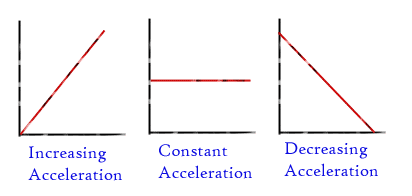 Increasing
Acceleration
Constant
Acceleration
Decreasing
Acceleration